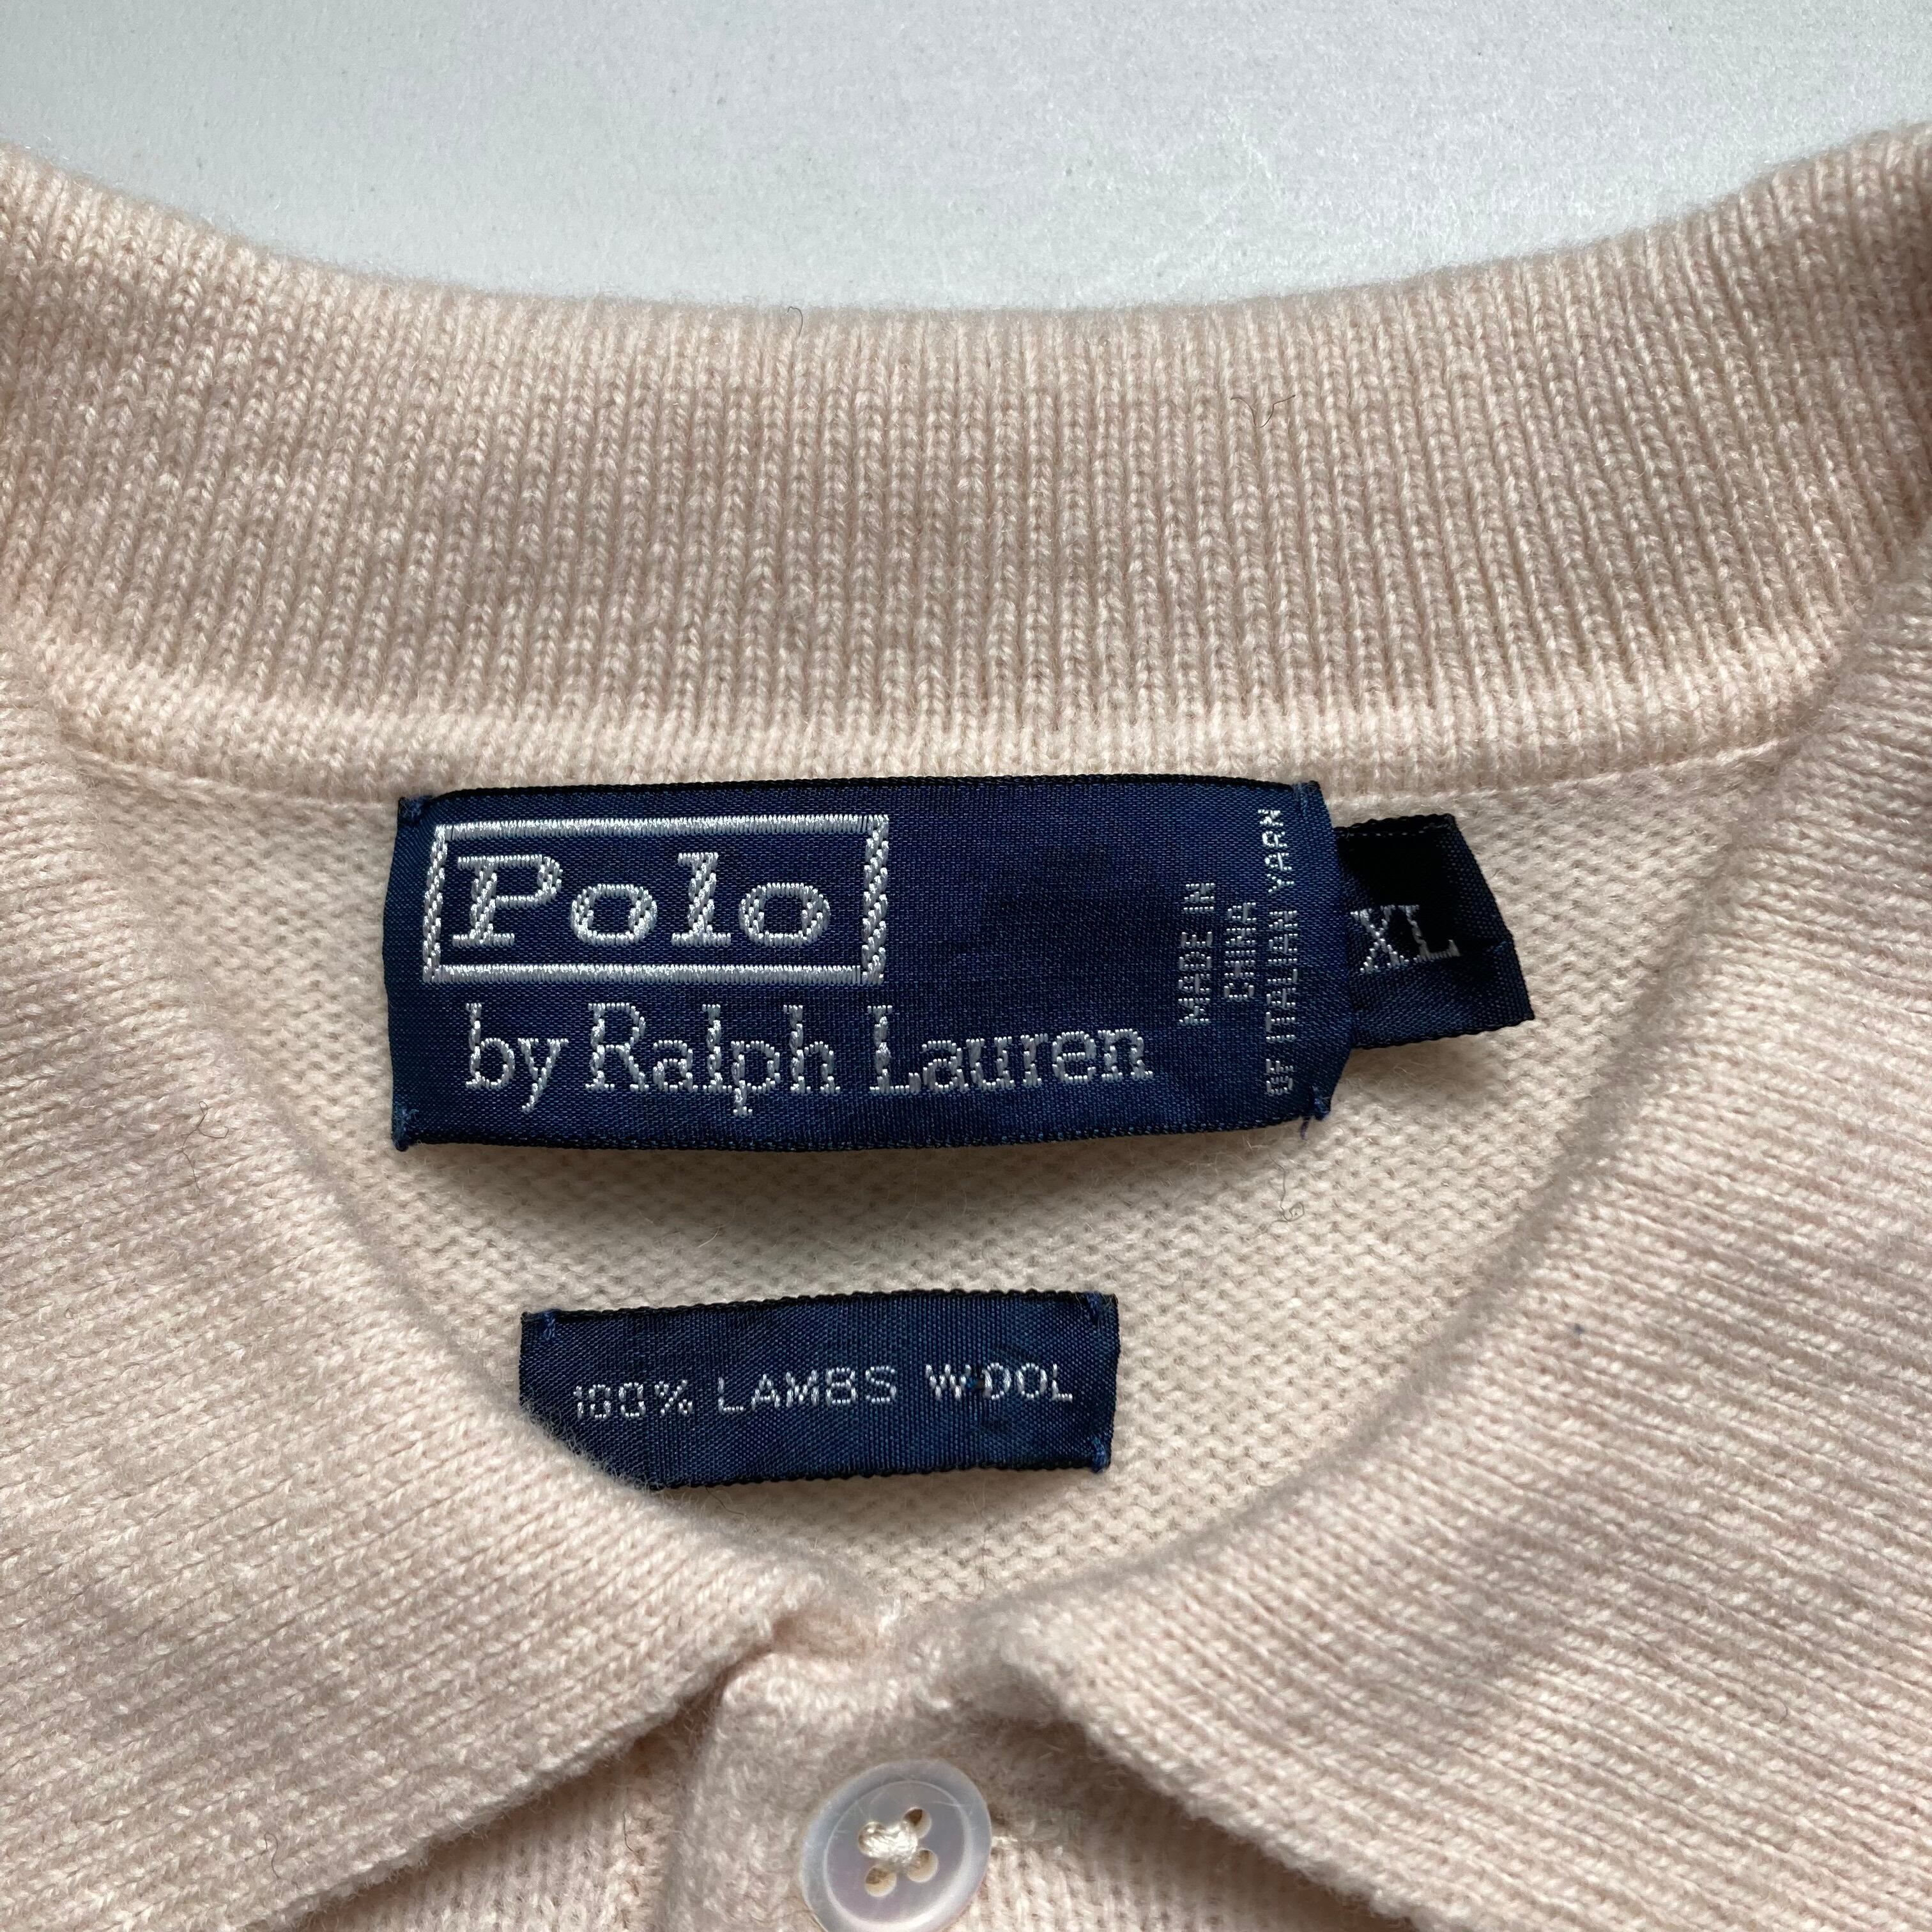 Polo
by Ralph Lauren
MADE IN
CHINA
OF ITALIAN YARN
XL
100% LAMBS WOOL